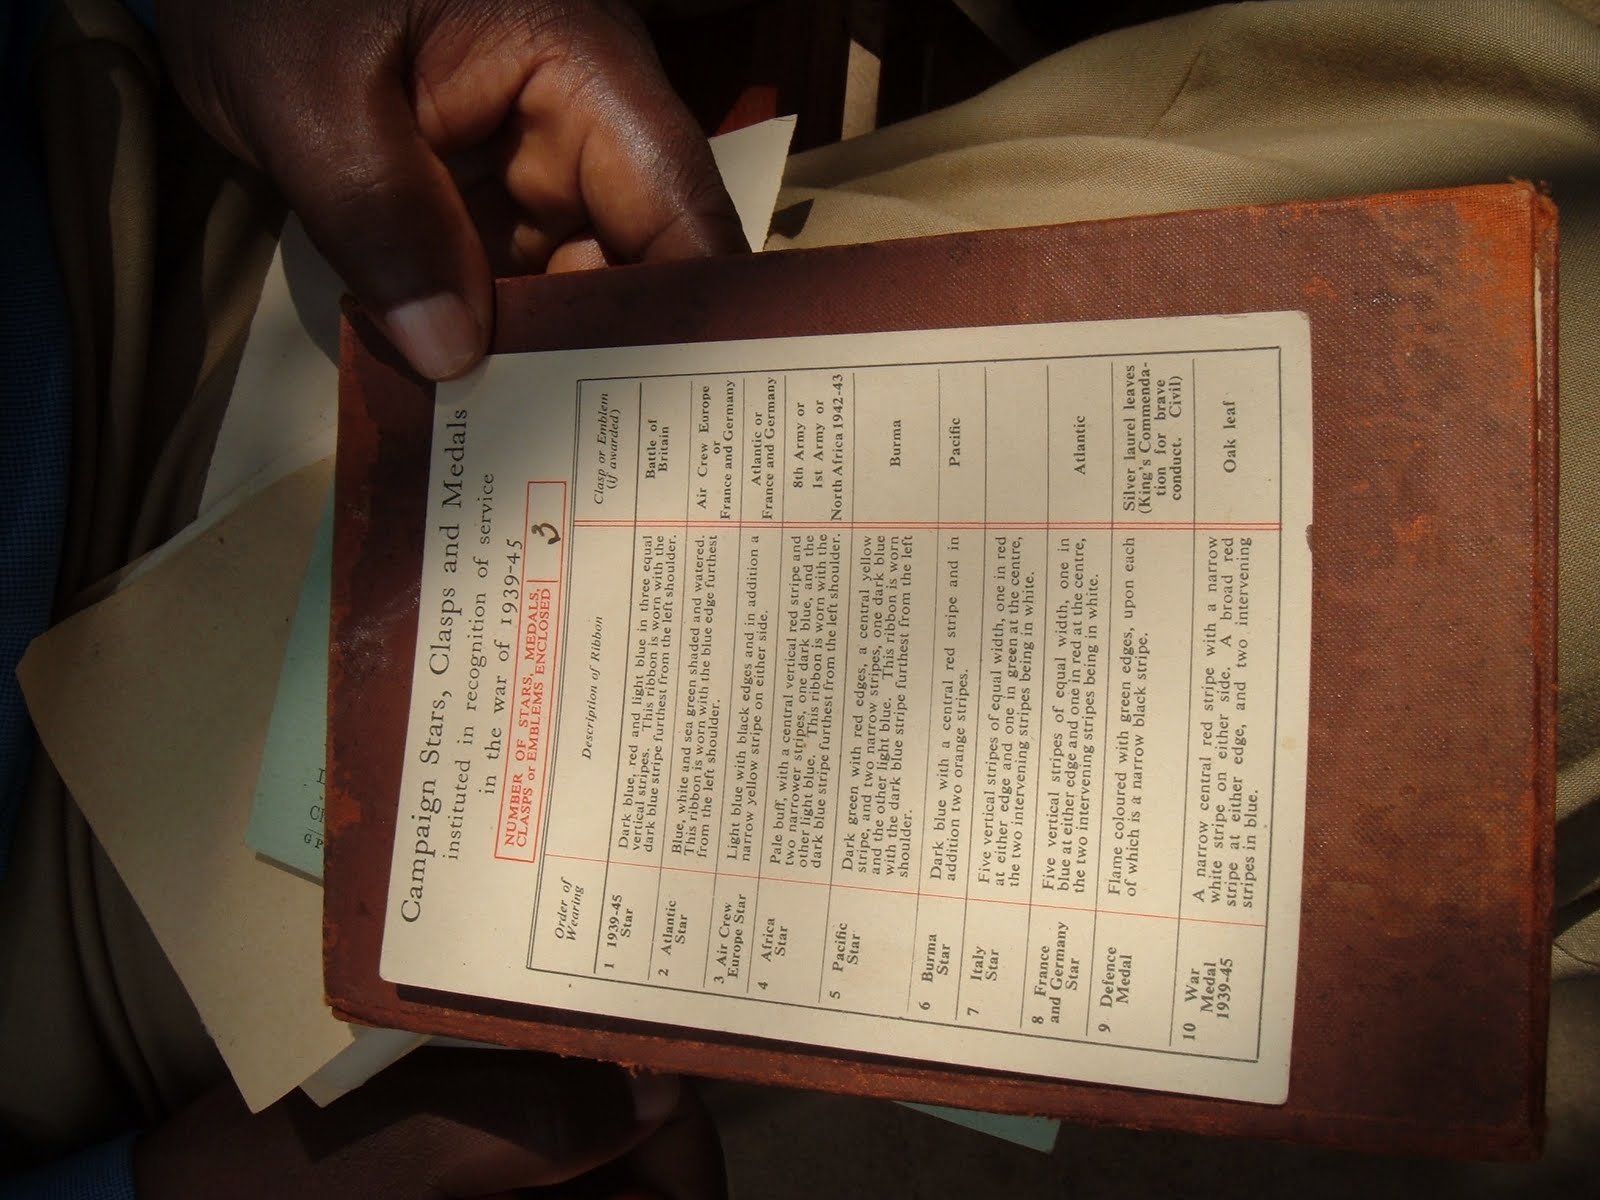 Campaign Stars, Clasps and Medals
instituted in recognition of service
in the war of 1939-45
NUMBER OF STARS, MEDALS,
CLASPS or EMBLEMS ENCLOSED
3
Order of
Wearing
Description of Ribbon
Clasp or Emblem
(if awarded)
1 1939-45
Star
Dark blue, red and light blue in three equal
vertical stripes. This ribbon is worn with the
dark blue stripe furthest from the left shoulder.
Battle of
Britain
2 Atlantic
Star
Blue, white and sea green shaded and watered.
This ribbon is worn with the blue edge furthest
from the left shoulder.
Air Crew Europe
or
France and Germany
3 Air Crew
Europe Star
Light blue with black edges and in addition a
narrow yellow stripe on either side.
Atlantic or
France and Germany
4 Africa
Star
Pale buff, with a central vertical red stripe and
two narrower stripes, one dark blue, and the
other light blue. This ribbon is worn with the
dark blue stripe furthest from the left shoulder.
8th Army or
1st Army or
North Africa 1942-43
5 Pacific
Star
Dark green with red edges, a central yellow
stripe, and two narrow stripes, one dark blue
and the other light blue. This ribbon is worn
with the dark blue stripe furthest from the left
shoulder.
Burma
6 Burma
Star
Dark blue with a central red stripe and in
addition two orange stripes.
Pacific
7 Italy
Star
Five vertical stripes of equal width, one in red
at either edge and one in green at the centre,
the two intervening stripes being in white.
8 France
and Germany
Star
Five vertical stripes of equal width, one in
blue at either edge and one in red at the centre,
the two intervening stripes being in white.
Atlantic
9 Defence
Medal
Flame coloured with green edges, upon each
of which is a narrow black stripe.
Silver laurel leaves
(King's Commenda-
tion for brave
conduct. Civil)
10 War
Medal
1939-45
A narrow central red stripe with a narrow
white stripe on either side. A broad red
stripe at either edge, and two intervening
stripes in blue.
Oak leaf